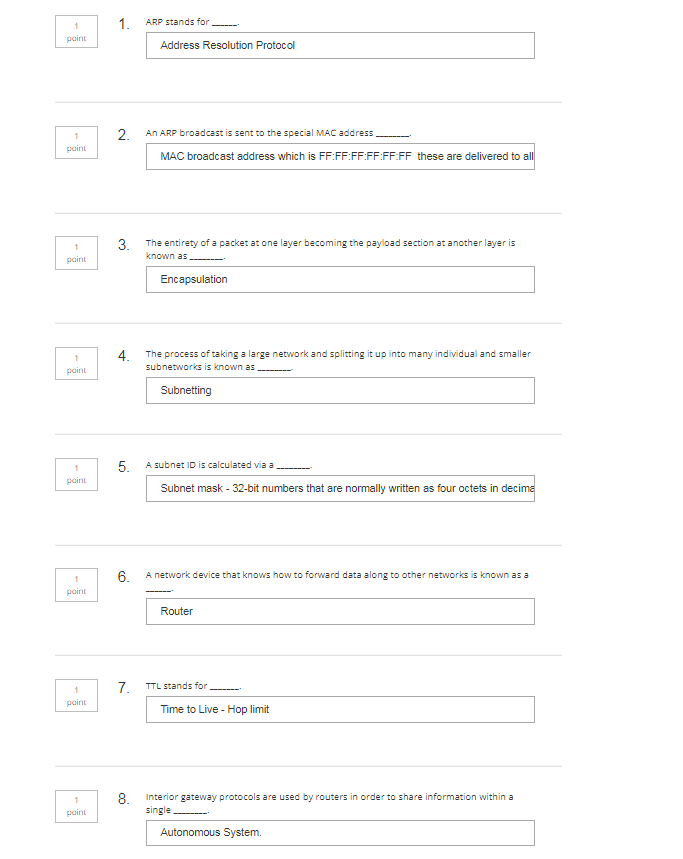 1
point
1.
ARP stands for ______.
Address Resolution Protocol
1
point
2.
An ARP broadcast is sent to the special MAC address ________.
MAC broadcast address which is FF:FF:FF:FF:FF:FF these are delivered to all
1
point
3.
The entirety of a packet at one layer becoming the payload section at another layer is
known as ________.
Encapsulation
1
point
4.
The process of taking a large network and splitting it up into many individual and smaller
subnetworks is known as ________.
Subnetting
1
point
5.
A subnet ID is calculated via a ________.
Subnet mask - 32-bit numbers that are normally written as four octets in decima
1
point
6.
A network device that knows how to forward data along to other networks is known as a
______.
Router
1
point
7.
TTL stands for _______.
Time to Live - Hop limit
1
point
8.
Interior gateway protocols are used by routers in order to share information within a
single ________.
Autonomous System.